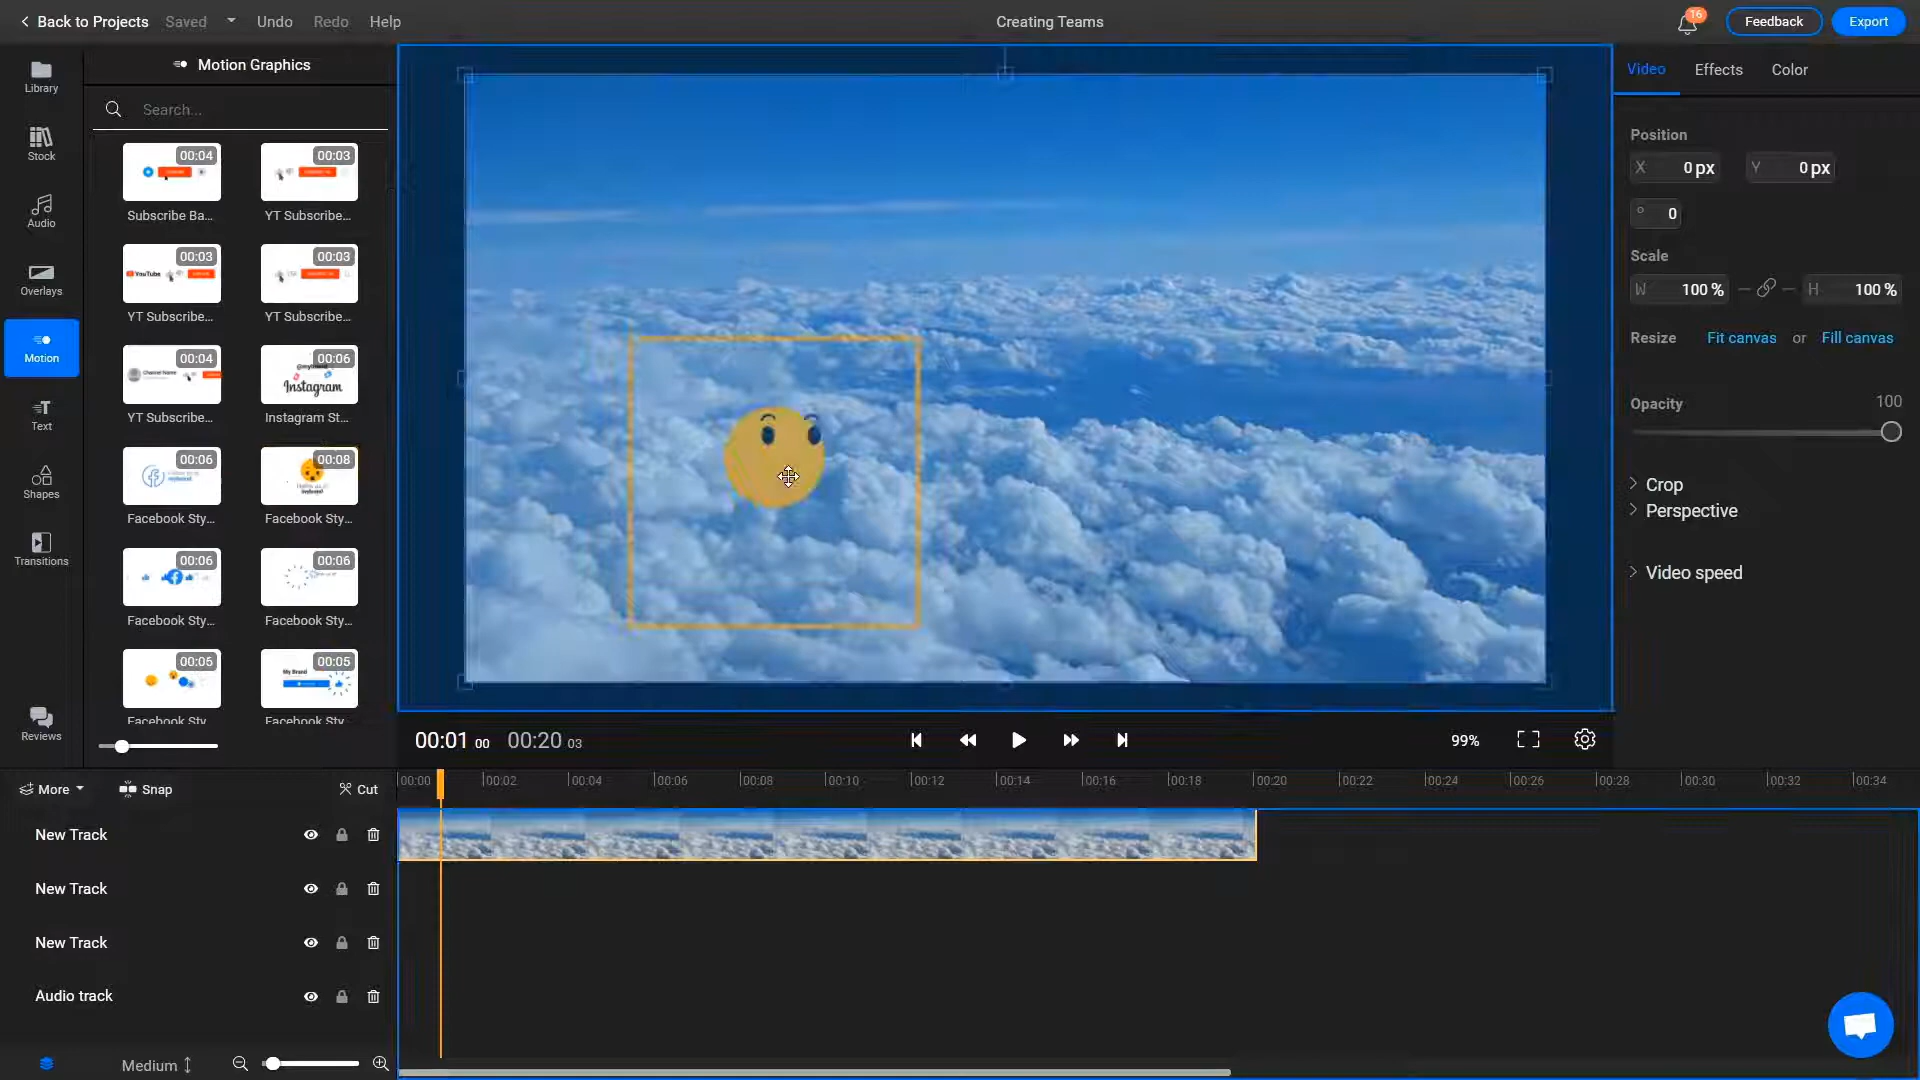 Back to Projects Saved Undo Redo Help Creating Teams 16 Feedback Export
Motion Graphics
Search...
Library
Stock
Audio
Overlays
Motion
Text
Shapes
Transitions
Reviews
00:04 00:03
Subscribe Ba... YT Subscribe...
00:03 00:03
YouTube
YT Subscribe... YT Subscribe...
00:04 00:06
Channel Name
Instagram
YT Subscribe... Instagram St...
00:06 00:08
Facebook Sty... Facebook Sty...
00:06 00:06
Facebook Sty... Facebook Sty...
00:05 00:05
My Brand
Facebook Sty Facebook Sty
Video Effects Color
Position
X 0 px Y 0 px
° 0
Scale
W 100 % H 100 %
Resize Fit canvas or Fill canvas
Opacity 100
Crop
Perspective
Video speed
00:01 00 00:20 03 99%
More Snap Cut
00:00 00:02 00:04 00:06 00:08 00:10 00:12 00:14 00:16 00:18 00:20 00:22 00:24 00:26 00:28 00:30 00:32 00:34
New Track
New Track
New Track
Audio track
Medium